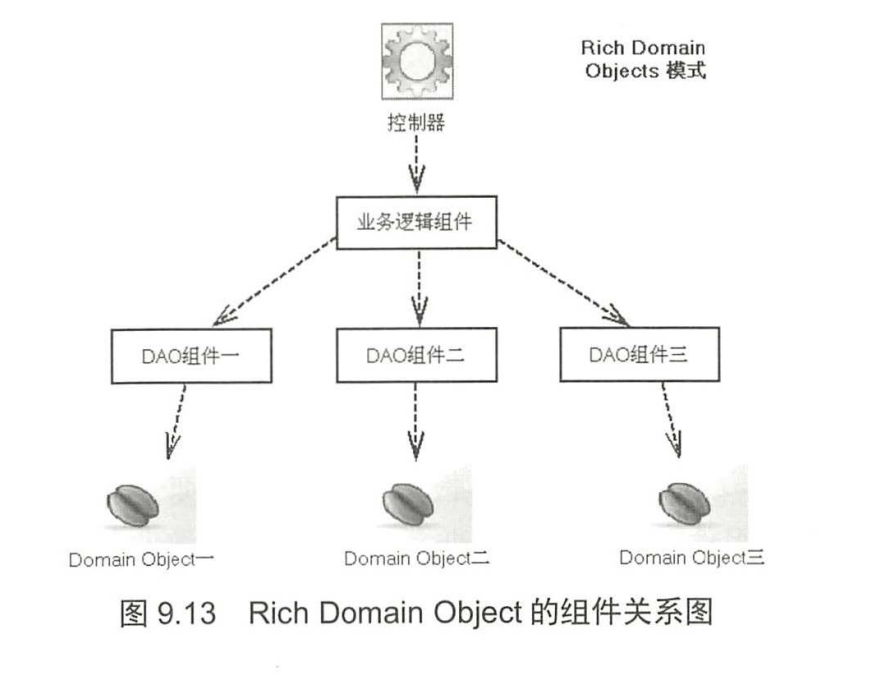 Rich Domain
Objects 模式
控制器
业务逻辑组件
DAO组件一
DAO组件二
DAO组件三
Domain Object一
Domain Object二
Domain Object三
图 9.13 Rich Domain Object 的组件关系图